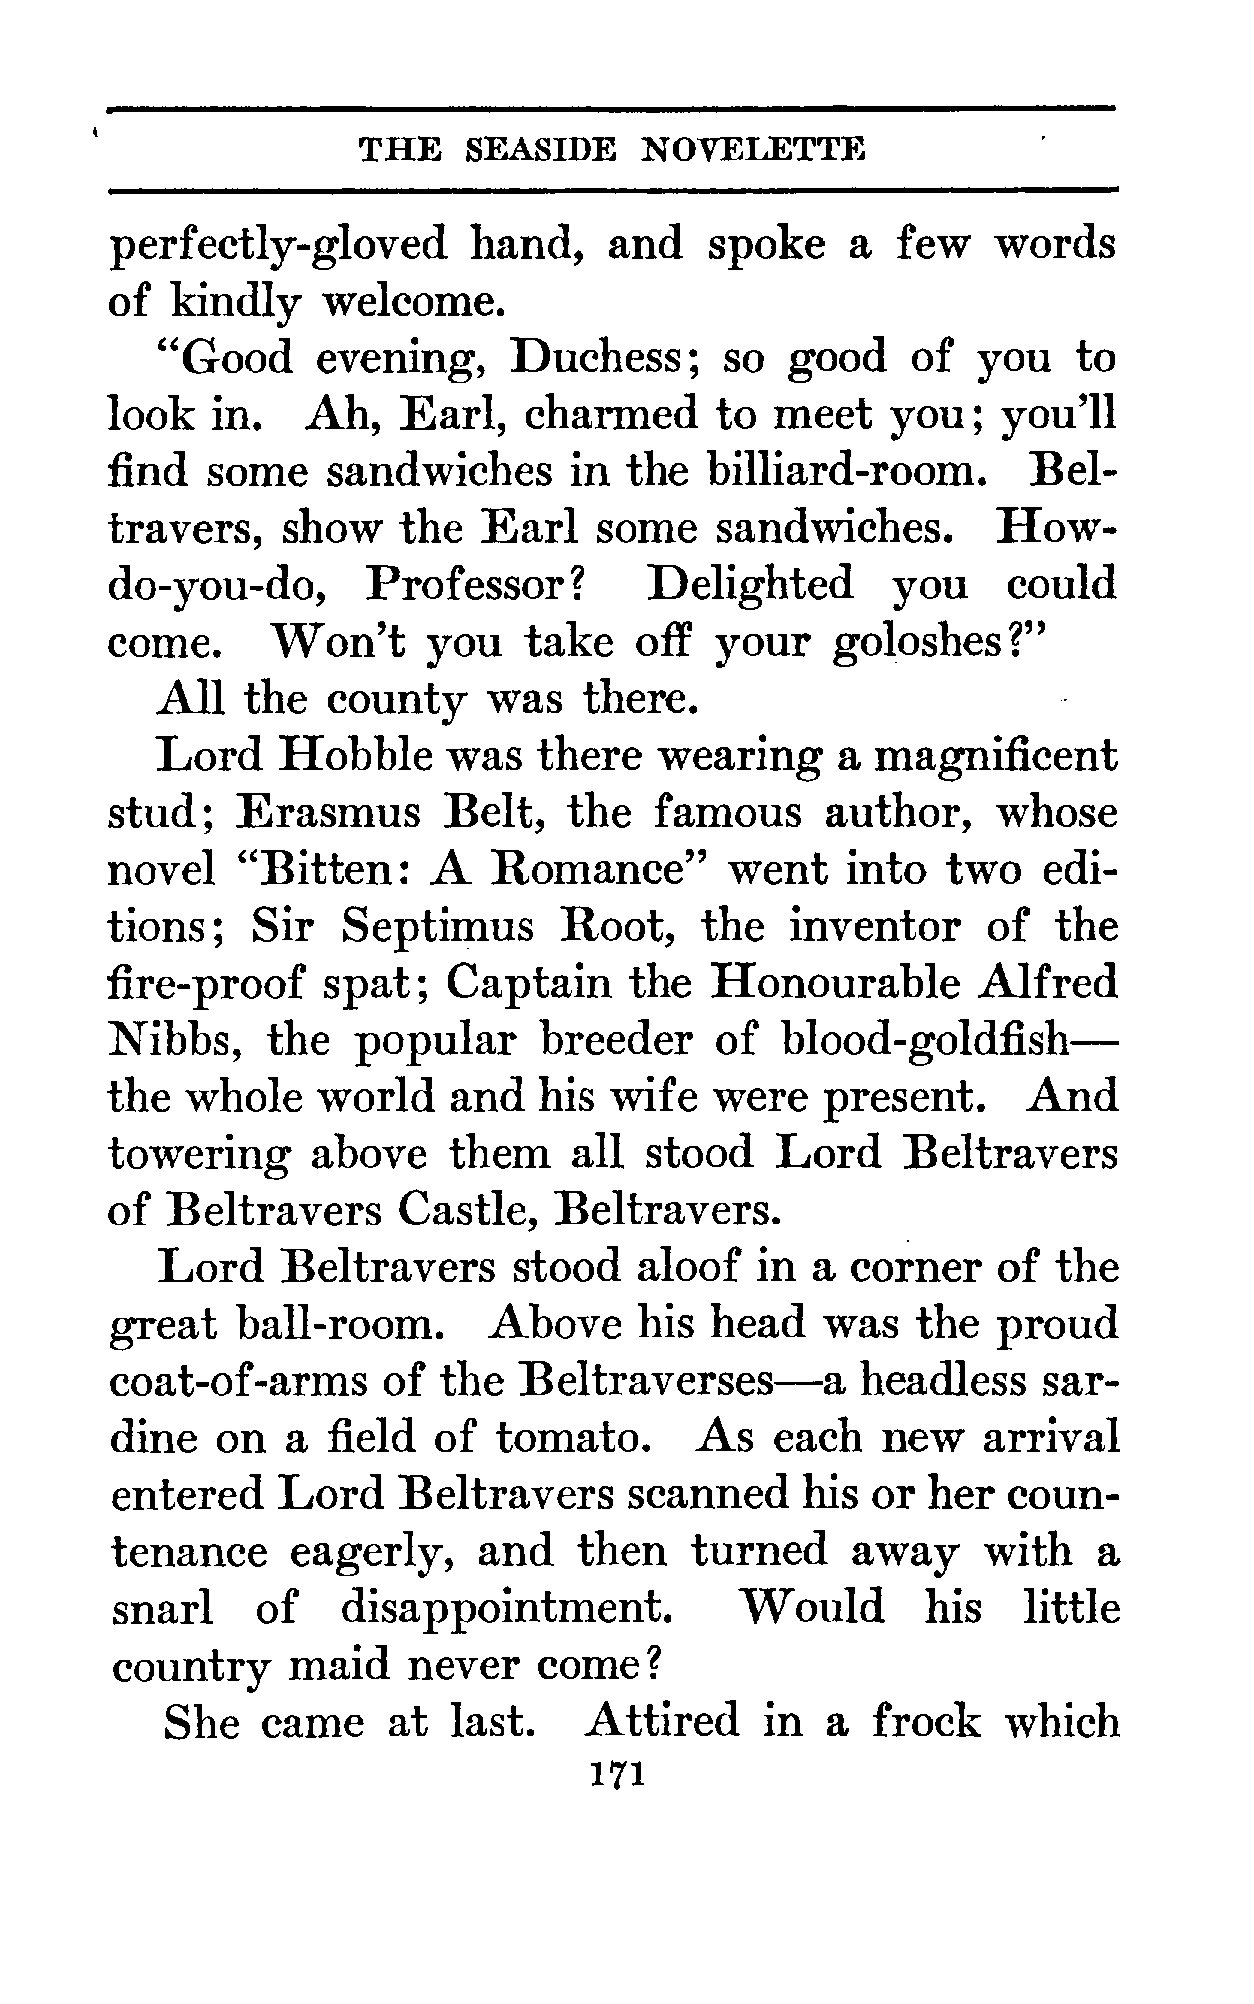 THE SEASIDE NOVELETTE
perfectly-gloved hand, and spoke a few words
of kindly welcome.
“Good evening, Duchess; so good of you to
look in. Ah, Earl, charmed to meet you; you’ll
find some sandwiches in the billiard-room. Bel-
travers, show the Earl some sandwiches. How-
do-you-do, Professor? Delighted you could
come. Won’t you take off your goloshes?”
All the county was there.
Lord Hobble was there wearing a magnificent
stud; Erasmus Belt, the famous author, whose
novel “Bitten: A Romance” went into two edi-
tions; Sir Septimus Root, the inventor of the
fire-proof spat; Captain the Honourable Alfred
Nibbs, the popular breeder of blood-goldfish—
the whole world and his wife were present. And
towering above them all stood Lord Beltravers
of Beltravers Castle, Beltravers.
Lord Beltravers stood aloof in a corner of the
great ball-room. Above his head was the proud
coat-of-arms of the Beltraverses—a headless sar-
dine on a field of tomato. As each new arrival
entered Lord Beltravers scanned his or her coun-
tenance eagerly, and then turned away with a
snarl of disappointment. Would his little
country maid never come?
She came at last. Attired in a frock which
171